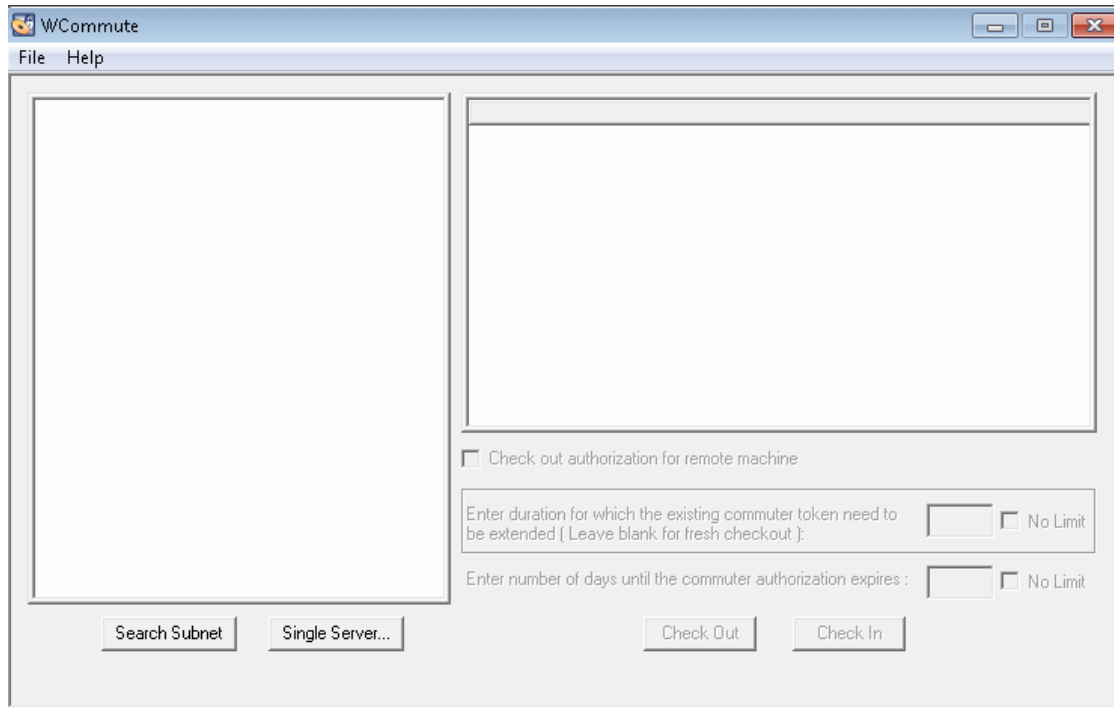 WCommute
File Help
Check out authorization for remote machine
Enter duration for which the existing commuter token need to
be extended ( Leave blank for fresh checkout ):
No Limit
Enter number of days until the commuter authorization expires :
No Limit
Search Subnet
Single Server...
Check Out
Check In